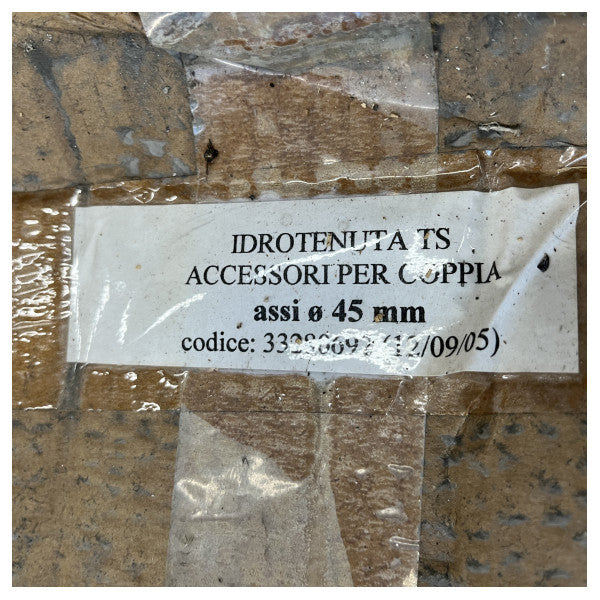 IDROTENUTA TS
ACCESSORI PER COPPIA
assi ø 45 mm
codice: (12/09/05)